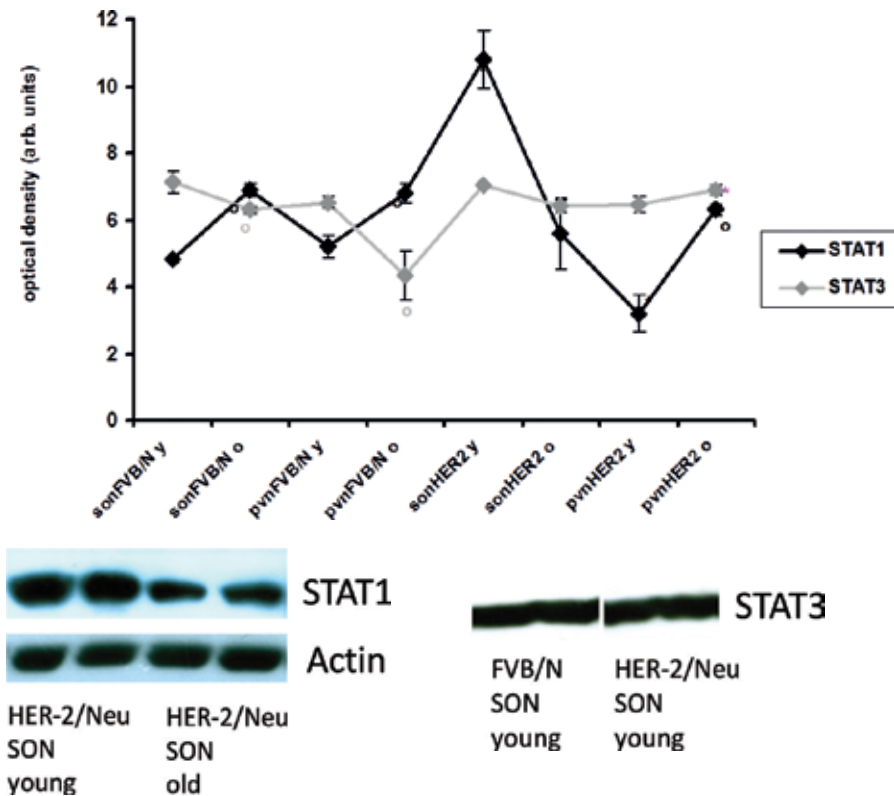 optical density (arb. units)
12
10
8
6
4
2
0
sonFVB/N y
sonFVB/N o
pvnFVB/N y
pvnFVB/N o
sonHER2 y
sonHER2 o
pvnHER2 y
pvnHER2 o
STAT1
STAT3
STAT1
Actin
HER-2/Neu
SON
young
HER-2/Neu
SON
old
STAT3
FVB/N
SON
young
HER-2/Neu
SON
young